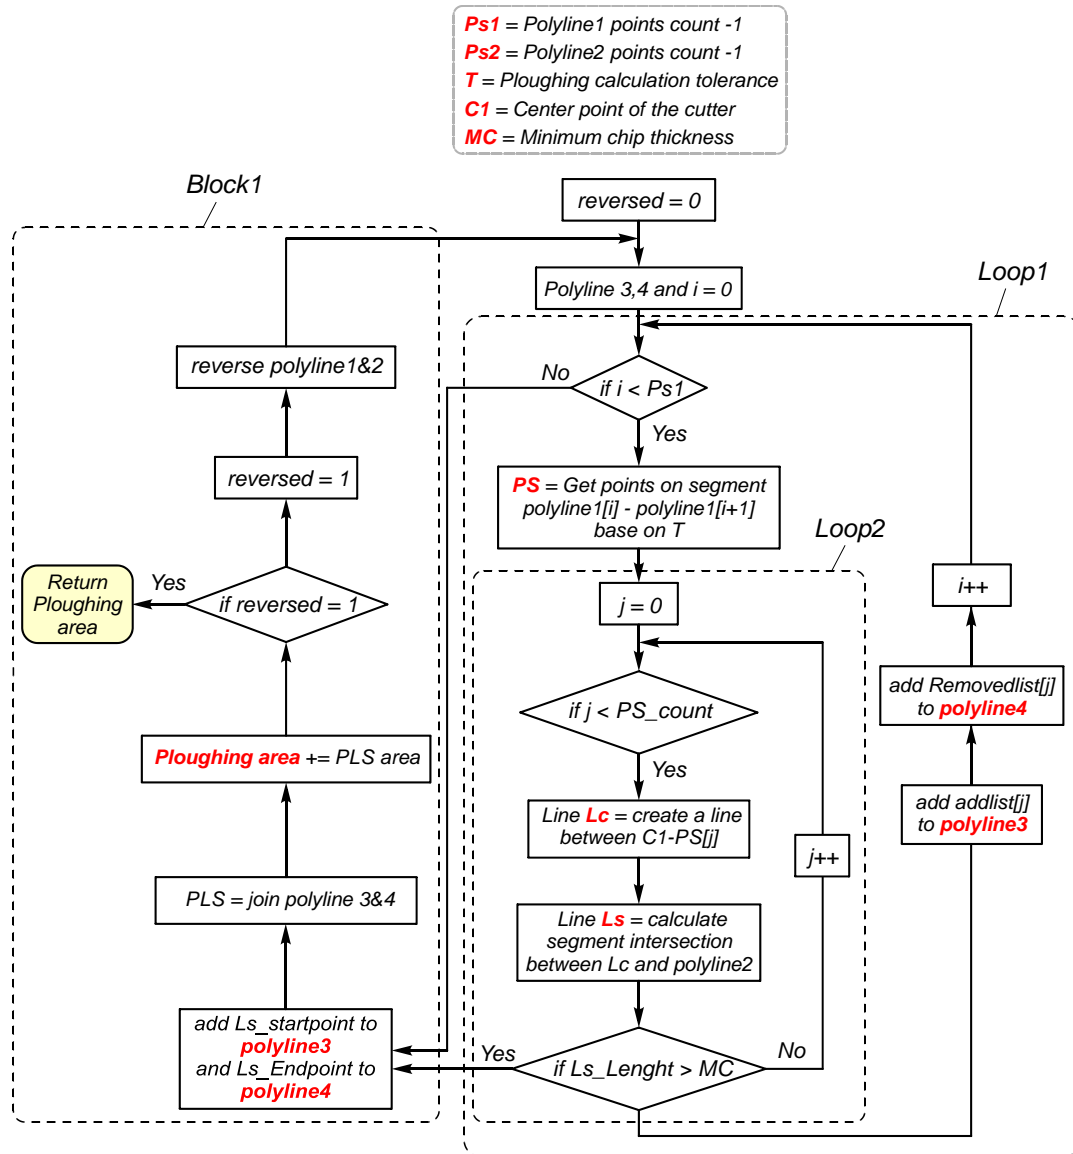 Ps1 = Polyline1 points count -1
Ps2 = Polyline2 points count -1
T = Ploughing calculation tolerance
C1 = Center point of the cutter
MC = Minimum chip thickness
Block1
reversed = 0
Loop1
Polyline 3,4 and i = 0
reverse polyline1&2
No
if i < Ps1
Yes
reversed = 1
PS = Get points on segment
polyline1[i] - polyline1[i+1]
base on T
Loop2
Return
Ploughing
area
Yes
if reversed = 1
j = 0
i++
if j < PS_count
add Removedlist[j]
to polyline4
Ploughing area += PLS area
Yes
Line Lc = create a line
between C1-PS[j]
j++
add addlist[j]
to polyline3
PLS = join polyline 3&4
Line Ls = calculate
segment intersection
between Lc and polyline2
add Ls_startpoint to
polyline3
and Ls_Endpoint to
polyline4
Yes
if Ls_Lenght > MC
No